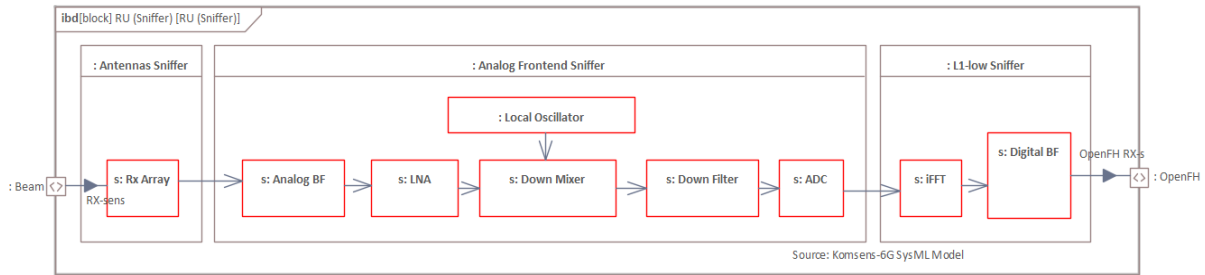 ibd[block] RU (Sniffer) [RU (Sniffer)]
: Antennas Sniffer
: Analog Frontend Sniffer
: L1-low Sniffer
: Local Oscillator
s: Digital BF
OpenFH RX-s
: Beam
s: Rx Array
s: Analog BF
s: LNA
s: Down Mixer
s: Down Filter
s: ADC
s: iFFT
: OpenFH
RX-sens
Source: Komsens-6G SysML Model